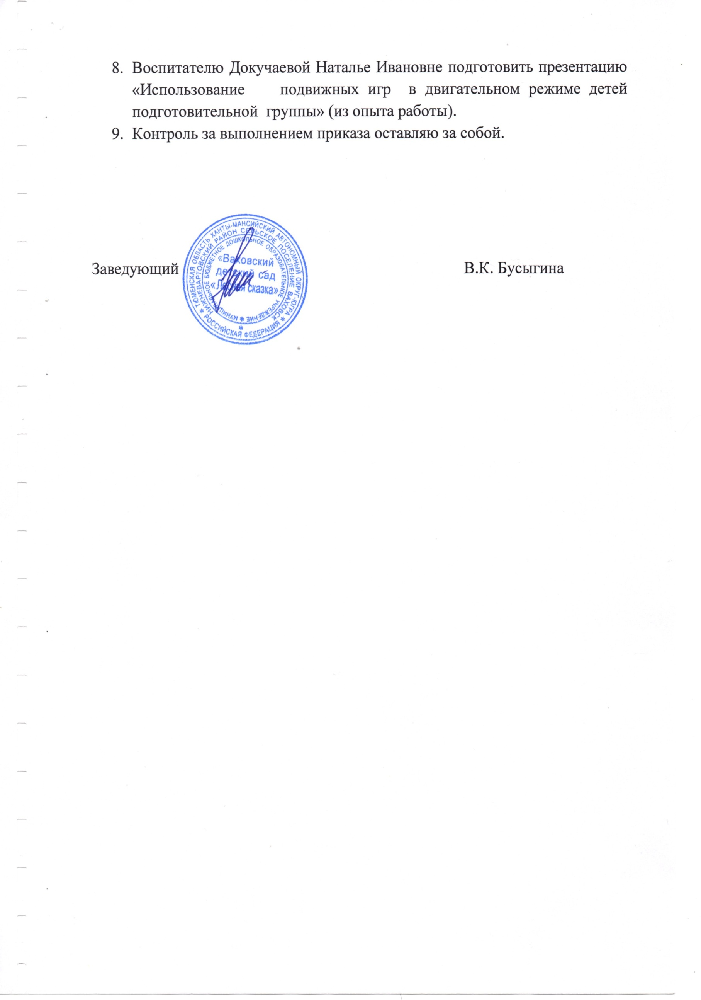 8. Воспитателю Докучаевой Наталье Ивановне подготовить презентацию
«Использование подвижных игр в двигательном режиме детей
подготовительной группы» (из опыта работы).
9. Контроль за выполнением приказа оставляю за собой.
Заведующий
В.К. Бусыгина
✻ ТЮМЕНСКАЯ ОБЛАСТЬ ХАНТЫ-МАНСИЙСКИЙ АВТОНОМНЫЙ ОКРУГ-ЮГРА ✻ РОССИЙСКАЯ ФЕДЕРАЦИЯ
НИЖНЕВАРТОВСКИЙ РАЙОН СЕЛЬСКОЕ ПОСЕЛЕНИЕ ВАХОВСК ✻
МУНИЦИПАЛЬНОЕ БЮДЖЕТНОЕ ДОШКОЛЬНОЕ ОБРАЗОВАТЕЛЬНОЕ УЧРЕЖДЕНИЕ ✻
«Ваховский
детский сад
«Лесная сказка»